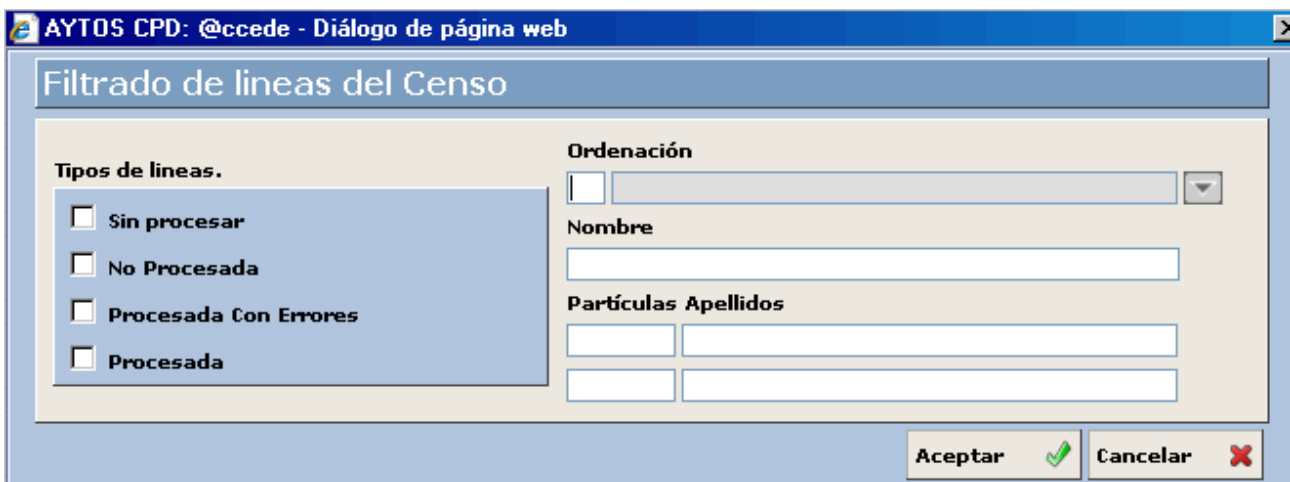 AYTOS CPD: @ccede - Diálogo de página web
Filtrado de lineas del Censo
Tipos de lineas.
Sin procesar
No Procesada
Procesada Con Errores
Procesada
Ordenación
Nombre
Partículas Apellidos
Aceptar
Cancelar